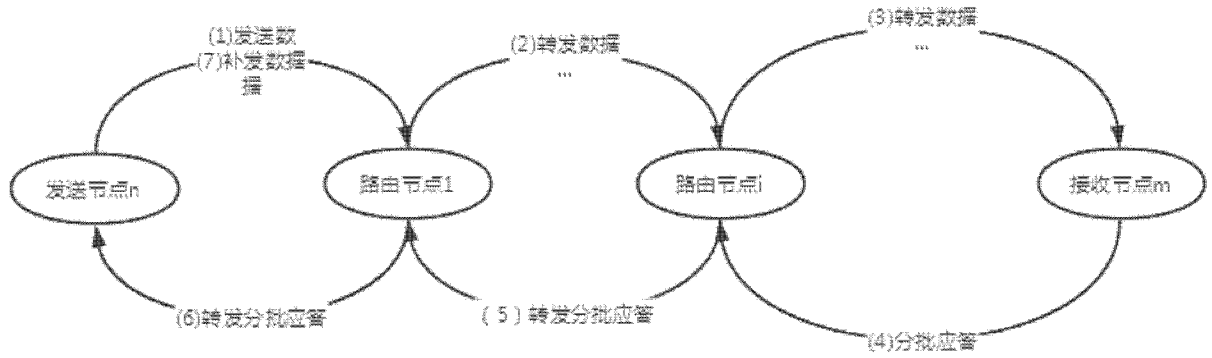 (1)发送数
(7)补发数据
据
(2)转发数据
...
(3)转发数据
...
发送节点n
路由节点1
路由节点i
接收节点m
(6)转发分批应答
(5)转发分批应答
(4)分批应答